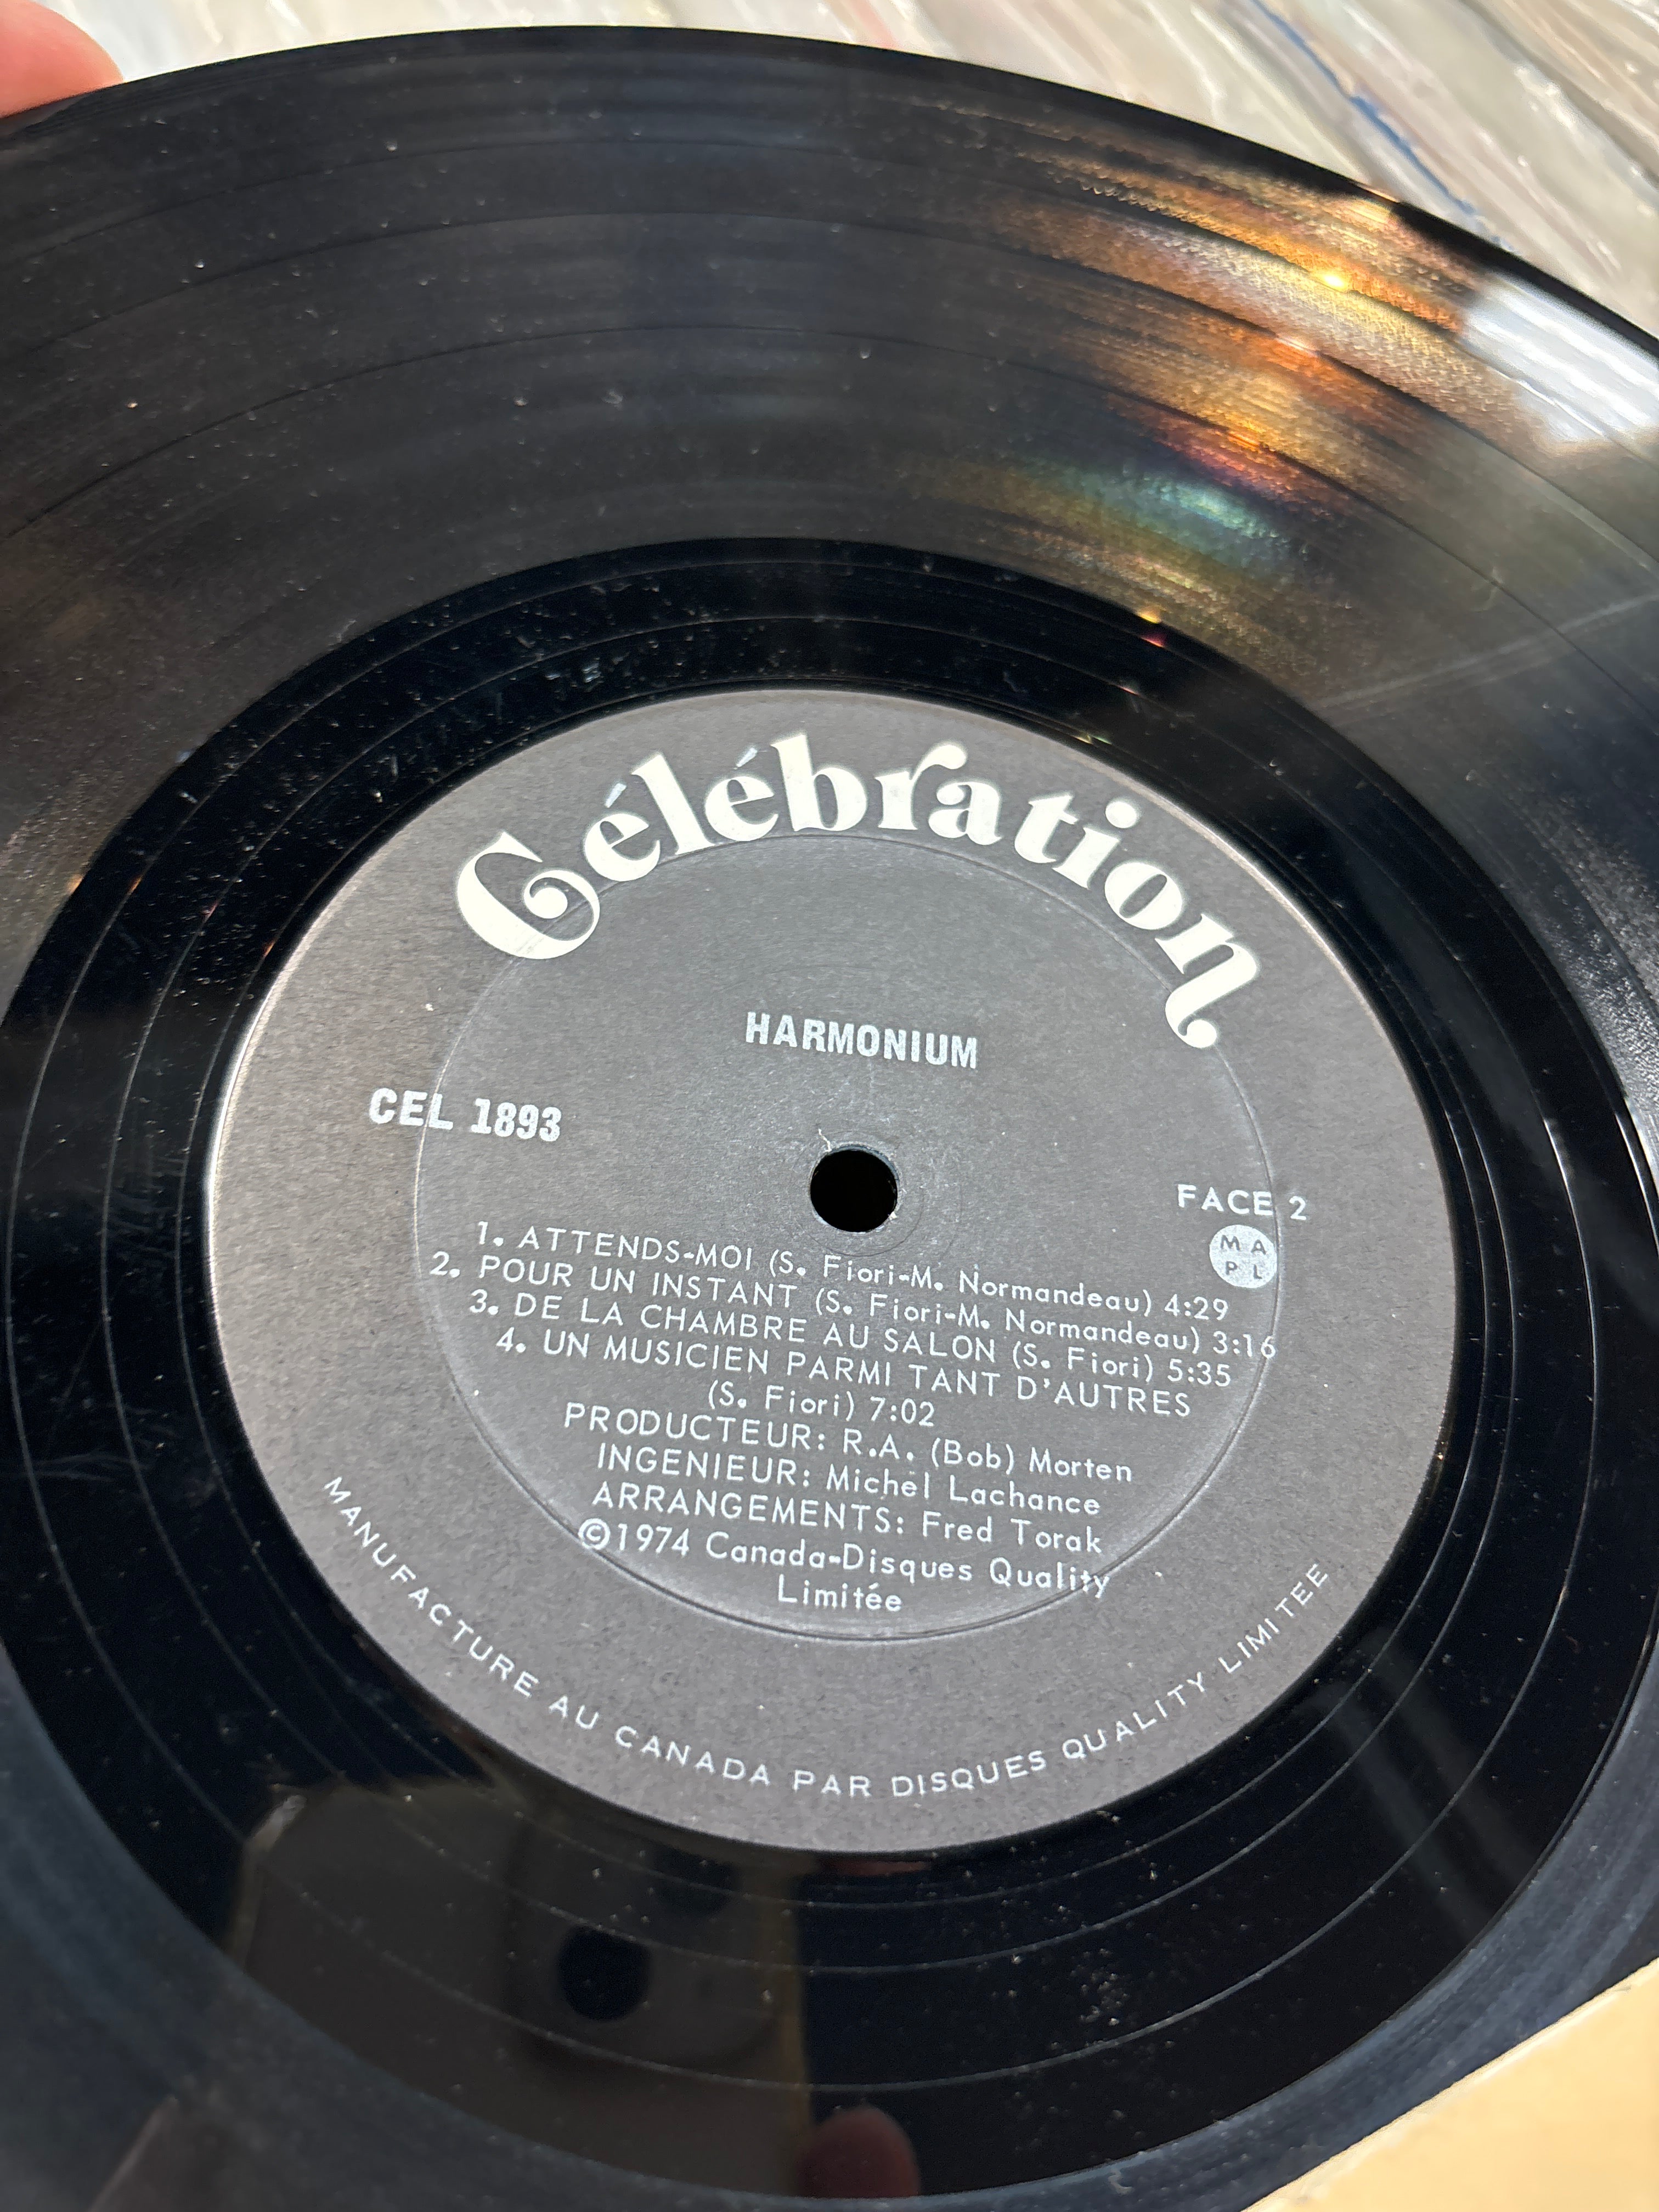 Célébration
HARMONIUM
CEL 1893
FACE 2
M A
P L
1. ATTENDS-MOI (S. Fiori-M. Normandeau) 4:29
2. POUR UN INSTANT (S. Fiori-M. Normandeau) 3:16
3. DE LA CHAMBRE AU SALON (S. Fiori) 5:35
4. UN MUSICIEN PARMI TANT D'AUTRES
(S. Fiori) 7:02
PRODUCTEUR: R.A. (Bob) Morten
INGENIEUR: Michel Lachance
ARRANGEMENTS: Fred Torak
©1974 Canada-Disques Quality
Limitée
MANUFACTURE AU CANADA PAR DISQUES QUALITY LIMITEE